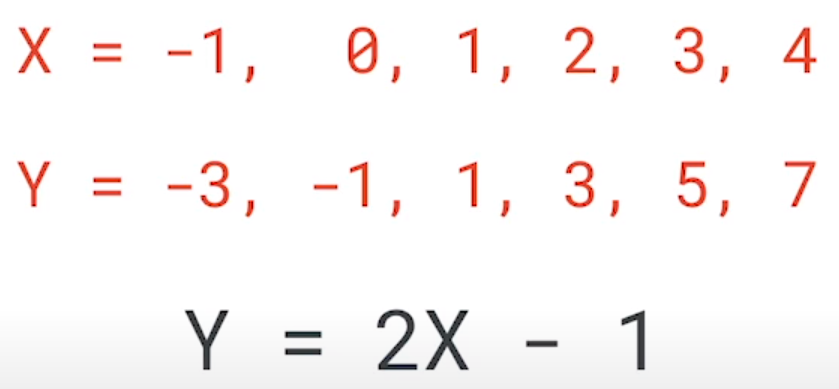 X = -1, 0, 1, 2, 3, 4
Y = -3, -1, 1, 3, 5, 7
Y = 2X - 1